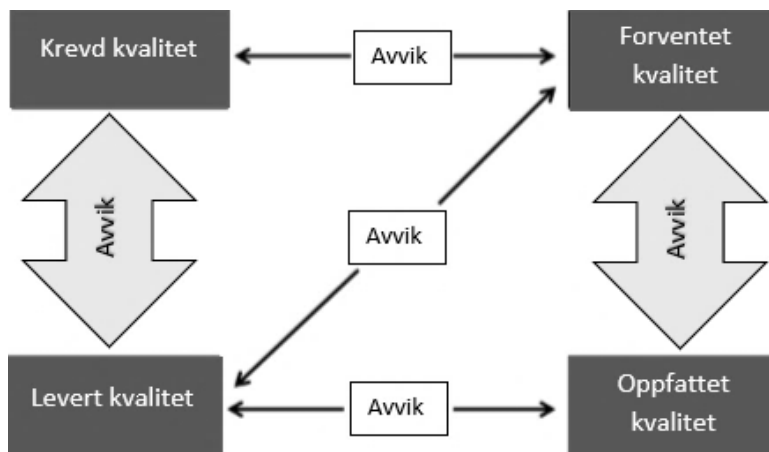 Krevd kvalitet
Avvik
Forventet
kvalitet
Avvik
Avvik
Avvik
Levert kvalitet
Avvik
Oppfattet
kvalitet